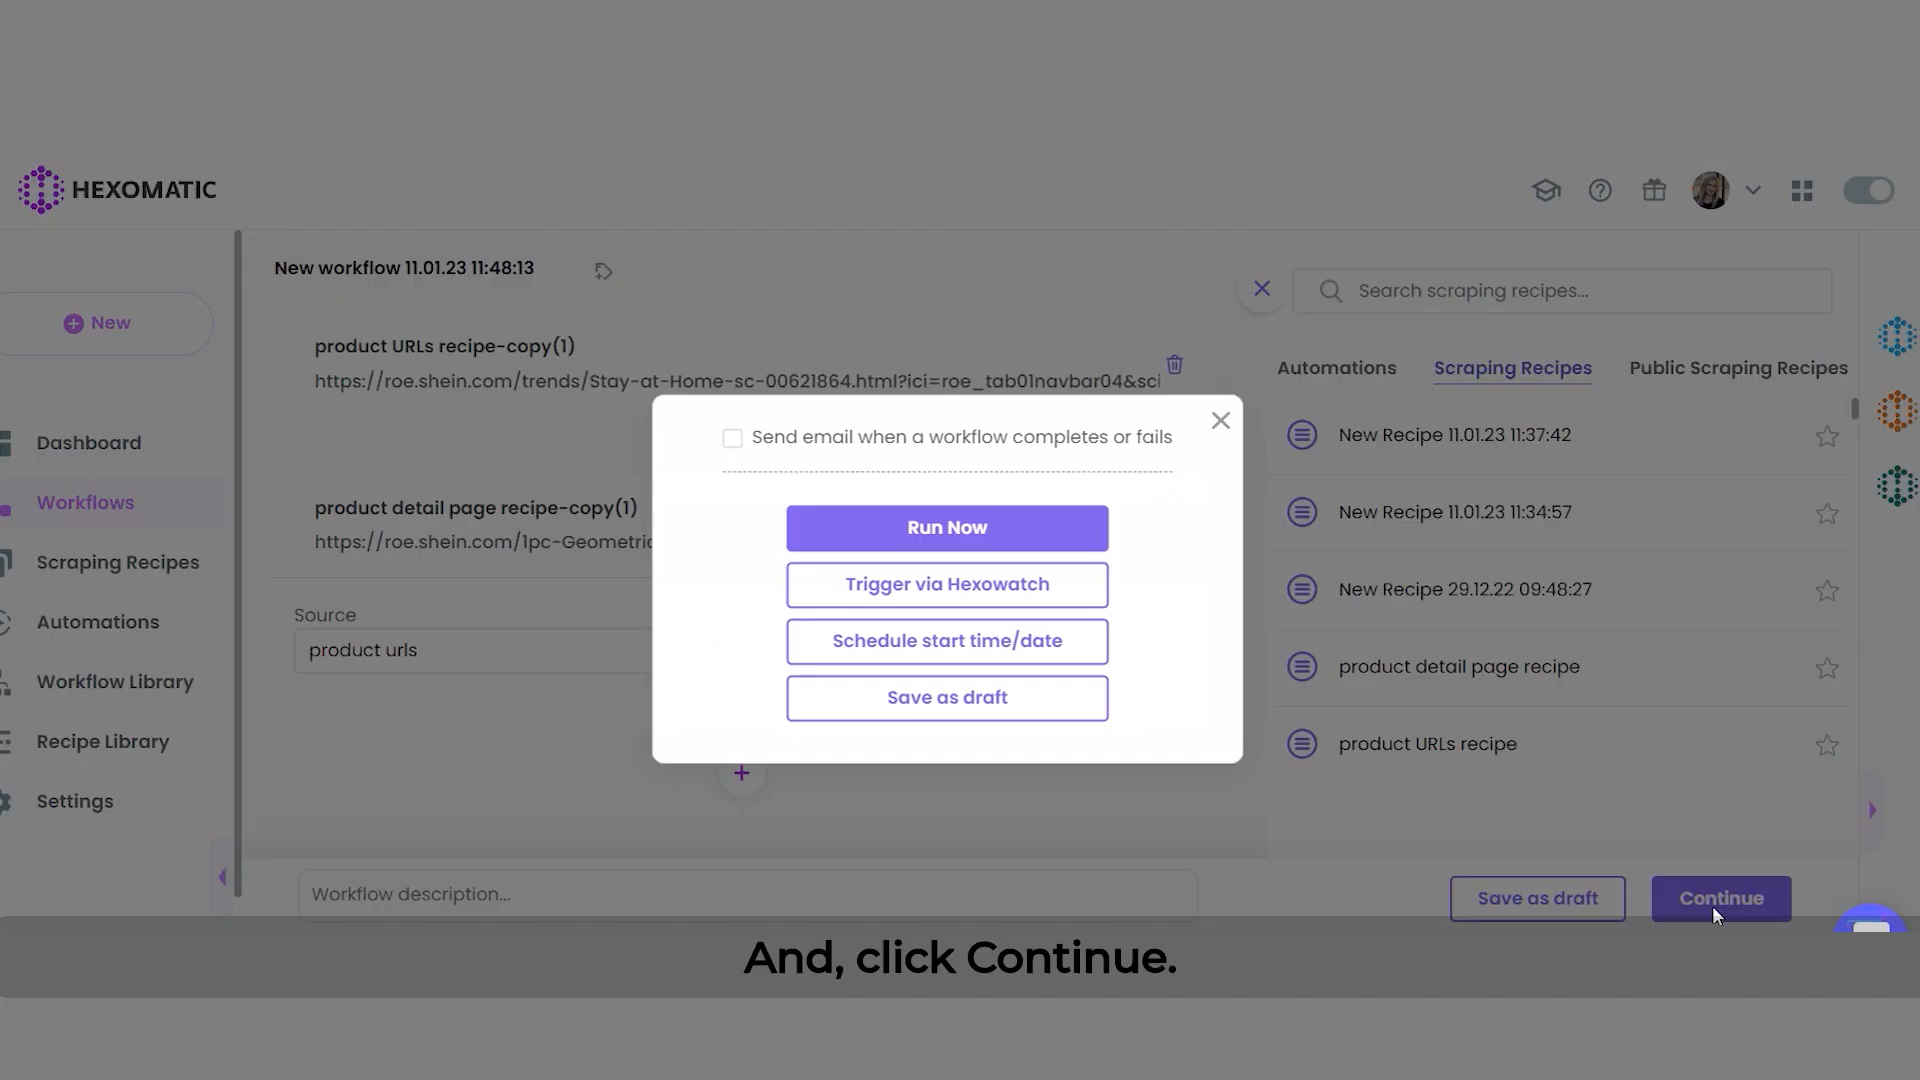 HEXOMATIC
New workflow 11.01.23 11:48:13
New
product URLs recipe-copy(1)
https://roe.shein.com/trends/Stay-at-Home-sc-00621864.html?ici=roe_tab01navbar04&sci
Search scraping recipes...
Automations
Scraping Recipes
Public Scraping Recipes
Dashboard
Workflows
Scraping Recipes
Automations
Workflow Library
Recipe Library
Settings
product detail page recipe-copy(1)
https://roe.shein.com/1pc-Geometric
Source
product urls
Send email when a workflow completes or fails
Run Now
Trigger via Hexowatch
Schedule start time/date
Save as draft
New Recipe 11.01.23 11:37:42
New Recipe 11.01.23 11:34:57
New Recipe 29.12.22 09:48:27
product detail page recipe
product URLs recipe
Workflow description...
Save as draft
Continue
And, click Continue.